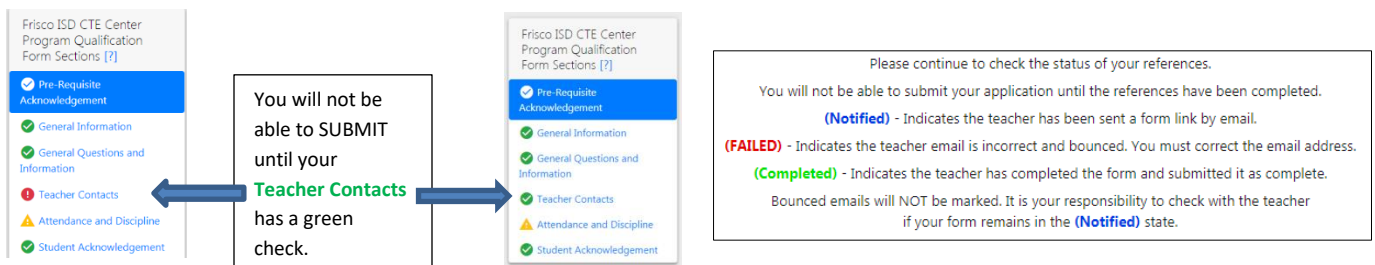 Frisco ISD CTE Center
Program Qualification
Form Sections [?]
Pre-Requisite
Acknowledgement
General Information
General Questions and
Information
Teacher Contacts
Attendance and Discipline
Student Acknowledgement
You will not be
able to SUBMIT
until your
Teacher Contacts
has a green
check.
Frisco ISD CTE Center
Program Qualification
Form Sections [?]
Pre-Requisite
Acknowledgement
General Information
General Questions and
Information
Teacher Contacts
Attendance and Discipline
Student Acknowledgement
Please continue to check the status of your references.
You will not be able to submit your application until the references have been completed.
(Notified) - Indicates the teacher has been sent a form link by email.
(FAILED) - Indicates the teacher email is incorrect and bounced. You must correct the email address.
(Completed) - Indicates the teacher has completed the form and submitted it as complete.
Bounced emails will NOT be marked. It is your responsibility to check with the teacher
if your form remains in the (Notified) state.